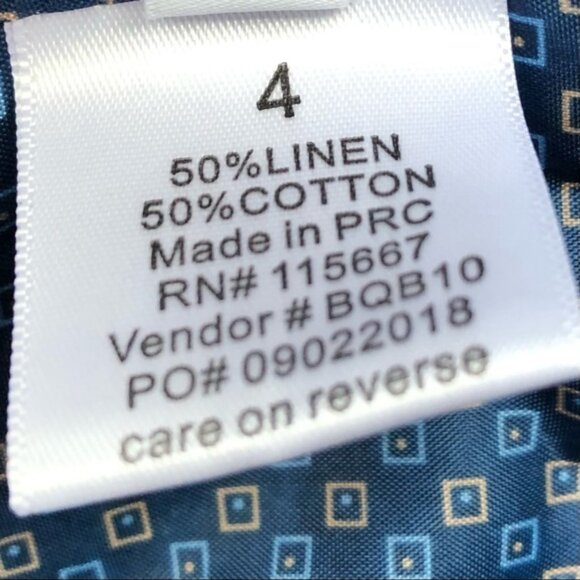 4
50%LINEN
50%COTTON
Made in PRC
RN# 115667
Vendor # BQB10
PO# 09022018
care on reverse